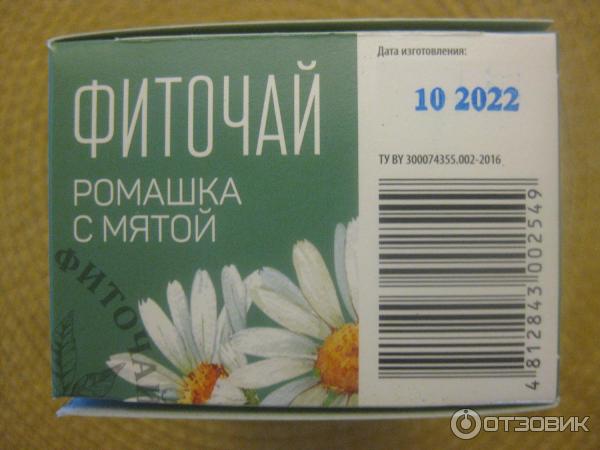 ФИТОЧАЙ
РОМАШКА
С МЯТОЙ
ФИТОЧАЙ
Дата изготовления:
10 2022
ТУ BY 300074355.002-2016
4 812843 002549
ОТЗОВИК